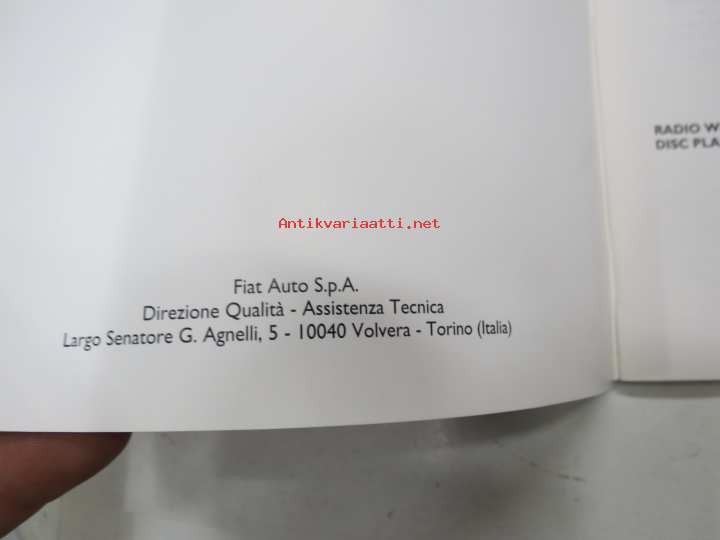 Antikvariaatti.net
Fiat Auto S.p.A.
Direzione Qualità - Assistenza Tecnica
Largo Senatore G. Agnelli, 5 - 10040 Volvera - Torino (Italia)
RADIO W
DISC PLA